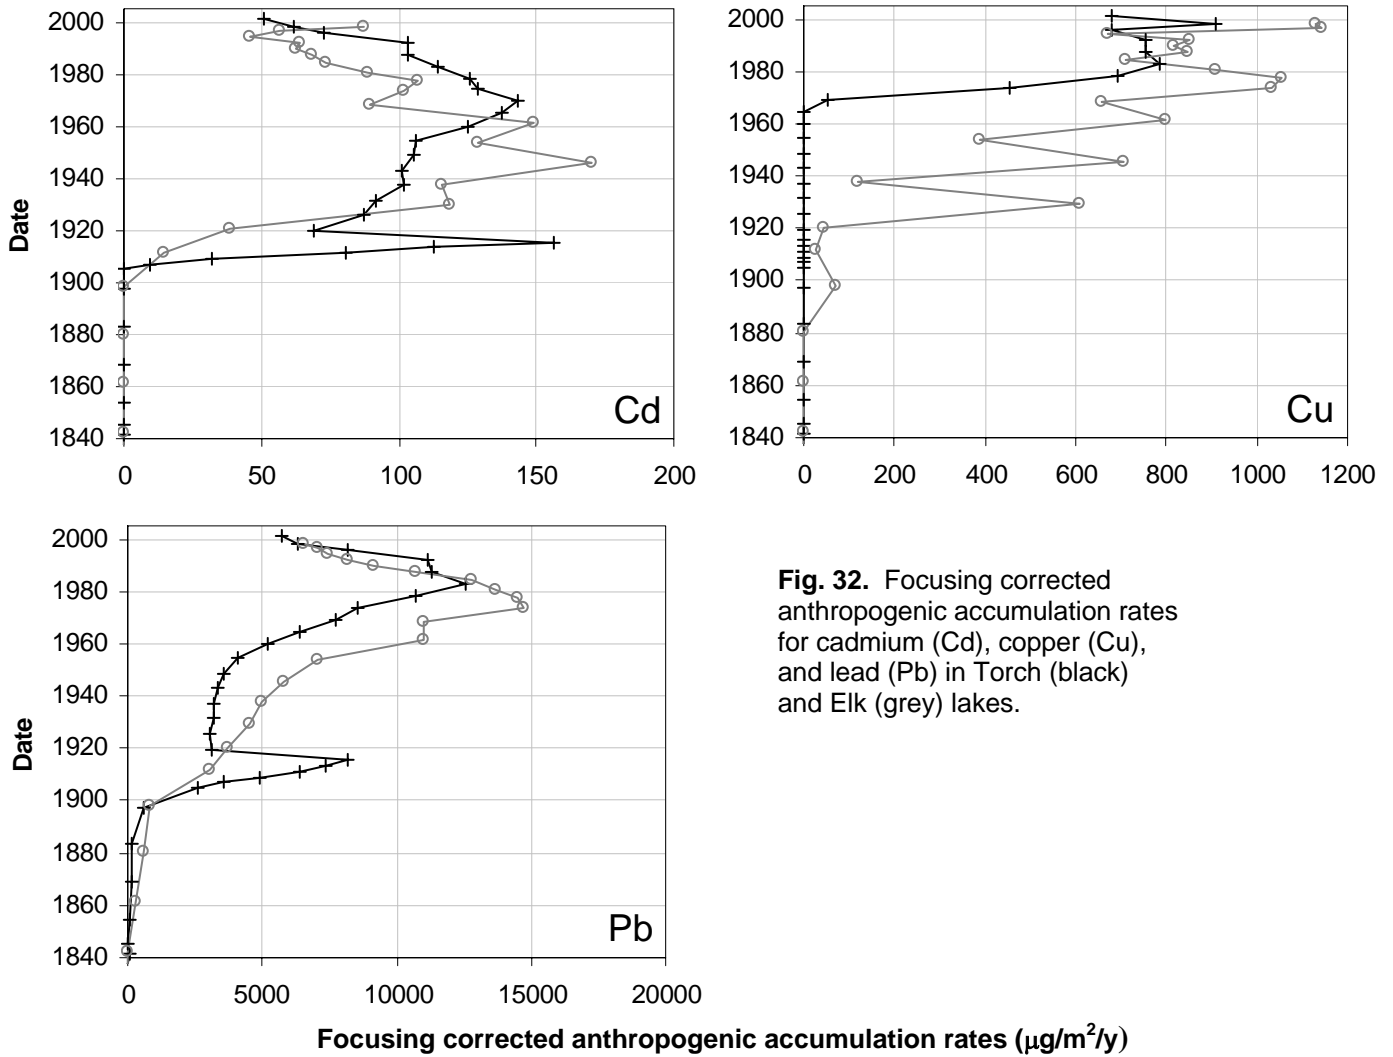 2000
1980
1960
1940
1920
1900
1880
1860
1840
Date
0 50 100 150 200
Cd
2000
1980
1960
1940
1920
1900
1880
1860
1840
0 200 400 600 800 1000 1200
Cu
2000
1980
1960
1940
1920
1900
1880
1860
1840
Date
0 5000 10000 15000 20000
Pb
Fig. 32. Focusing corrected
anthropogenic accumulation rates
for cadmium (Cd), copper (Cu),
and lead (Pb) in Torch (black)
and Elk (grey) lakes.
Focusing corrected anthropogenic accumulation rates (μg/m²/y)